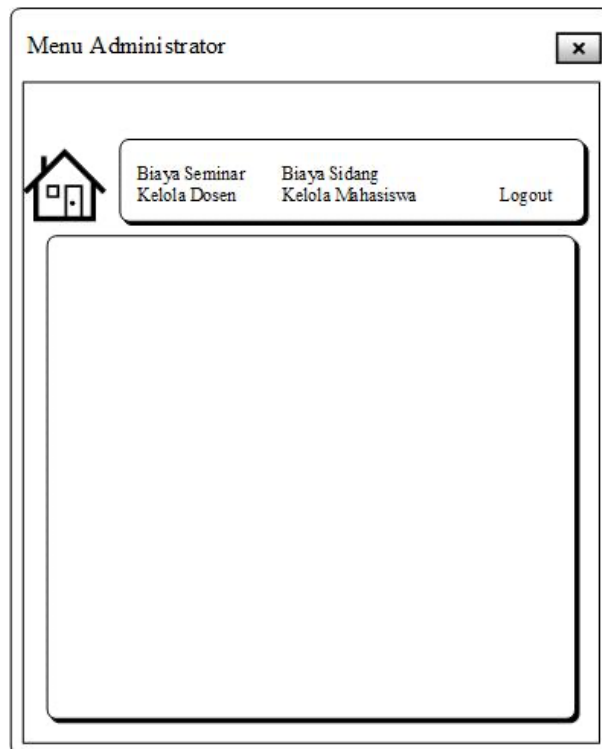 Menu Administrator
Biaya Seminar Biaya Sidang
Kelola Dosen Kelola Mahasiswa Logout